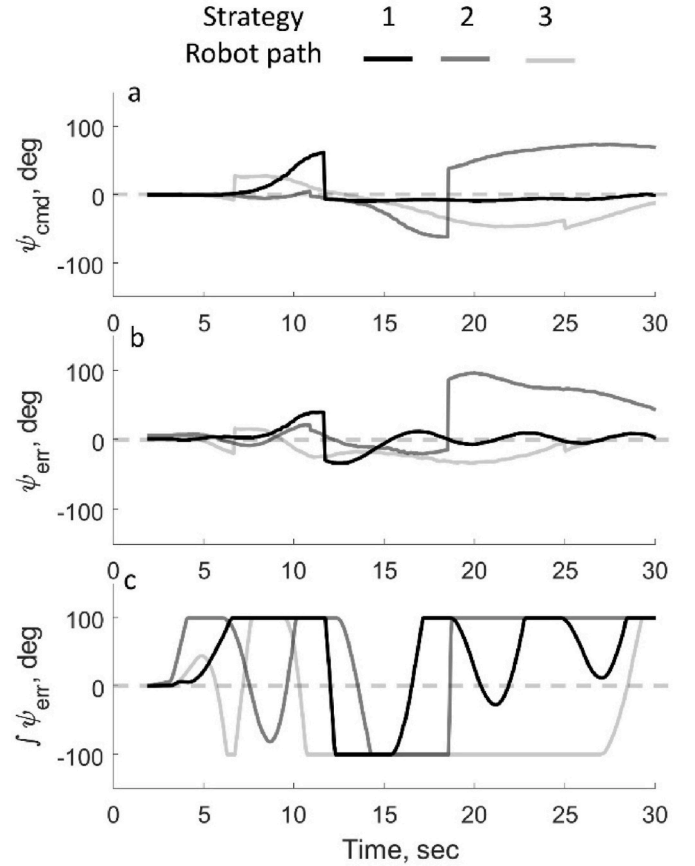 Strategy 1 2 3
Robot path
a
100
0
-100
ψcmd, deg
0 5 10 15 20 25 30
b
100
0
-100
ψerr, deg
0 5 10 15 20 25 30
c
100
0
-100
∫ψerr, deg
0 5 10 15 20 25 30
Time, sec